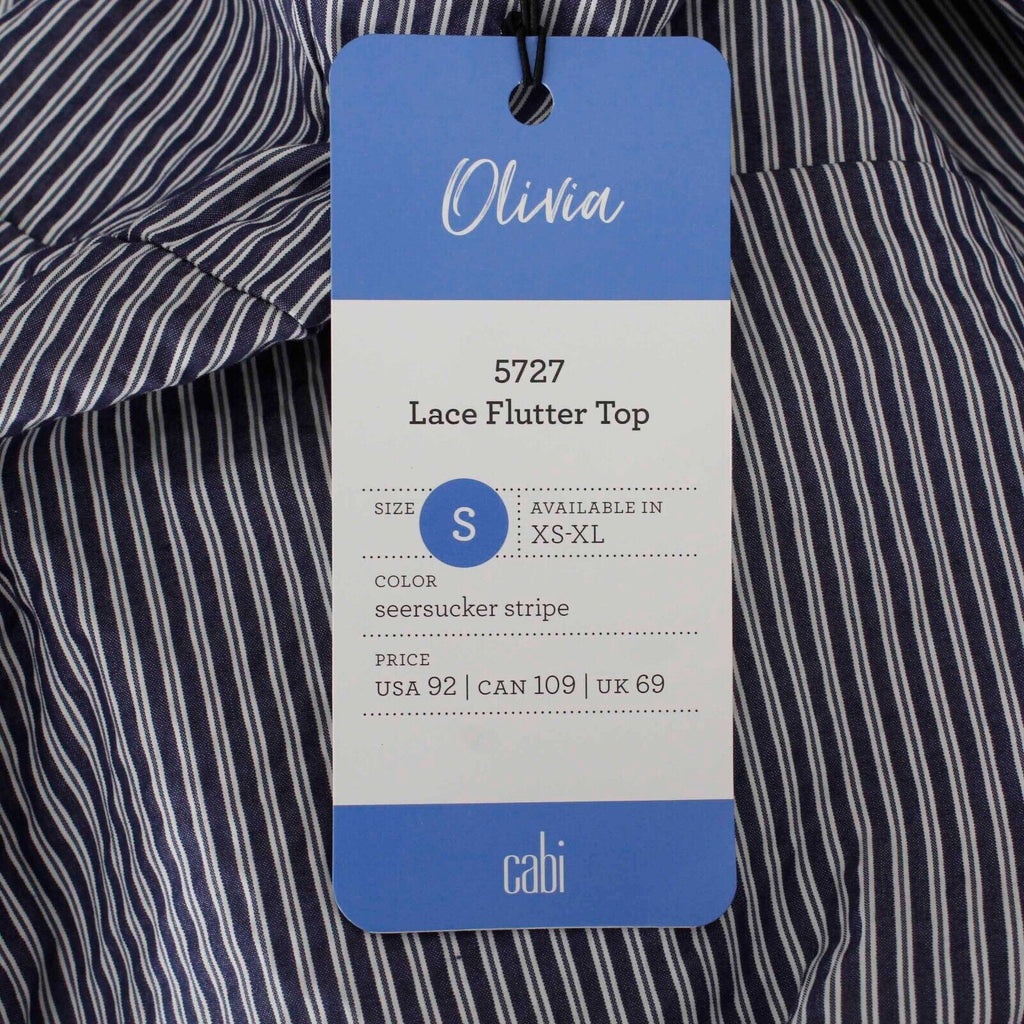 Olivia
5727
Lace Flutter Top
SIZE
S
AVAILABLE IN
XS-XL
COLOR
seersucker stripe
PRICE
USA 92 | CAN 109 | UK 69
cabi